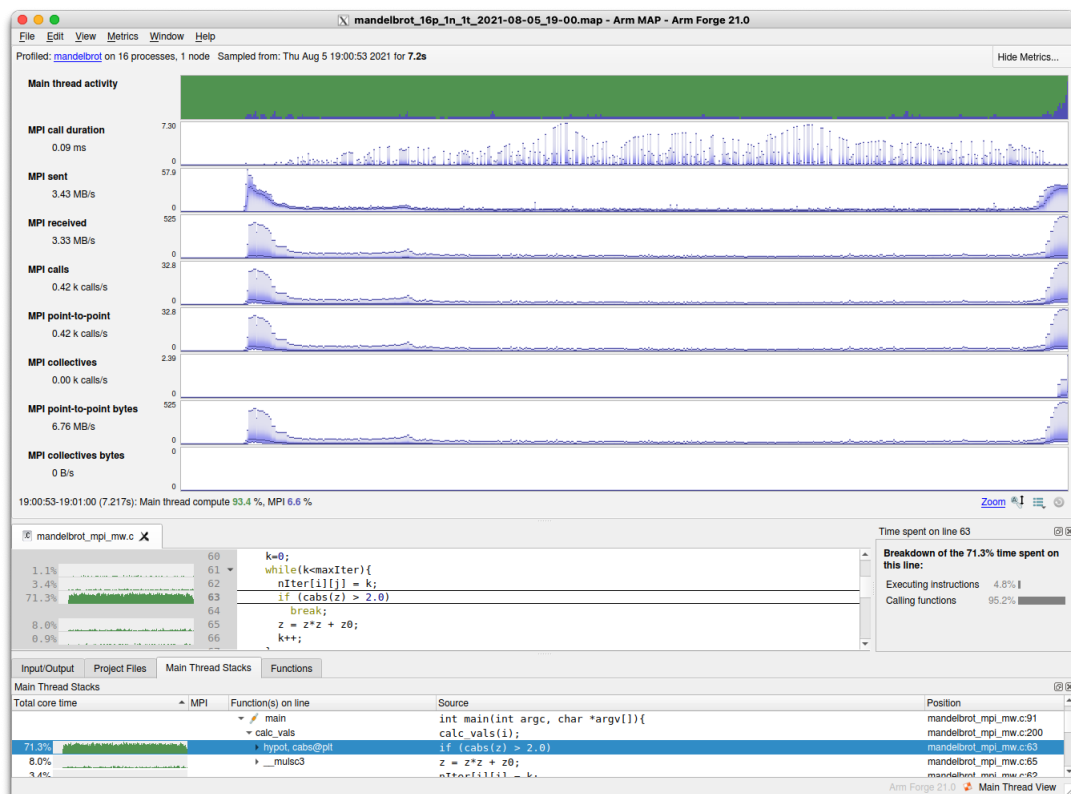 mandelbrot_16p_1n_1t_2021-08-05_19-00.map - Arm MAP - Arm Forge 21.0
File Edit View Metrics Window Help
Profiled: mandelbrot on 16 processes, 1 node Sampled from: Thu Aug 5 19:00:53 2021 for 7.2s
Hide Metrics...
Main thread activity
MPI call duration
0.09 ms
7.30
0
MPI sent
3.43 MB/s
57.9
0
MPI received
3.33 MB/s
525
0
MPI calls
0.42 k calls/s
32.8
0
MPI point-to-point
0.42 k calls/s
32.8
0
MPI collectives
0.00 k calls/s
2.39
0
MPI point-to-point bytes
6.76 MB/s
525
0
MPI collectives bytes
0 B/s
0
0
19:00:53-19:01:00 (7.217s): Main thread compute 93.4 %, MPI 6.6 %
Zoom
mandelbrot_mpi_mw.c
60 k=0;
1.1% 61 while(k<maxIter){
3.4% 62 nIter[i][j] = k;
71.3% 63 if (cabs(z) > 2.0)
64 break;
8.0% 65 z = z*z + z0;
0.9% 66 k++;
Time spent on line 63
Breakdown of the 71.3% time spent on
this line:
Executing instructions 4.8%
Calling functions 95.2%
Input/Output Project Files Main Thread Stacks Functions
Main Thread Stacks
Total core time MPI Function(s) on line Source Position
main int main(int argc, char *argv[]){ mandelbrot_mpi_mw.c:91
calc_vals calc_vals(i); mandelbrot_mpi_mw.c:200
71.3% hypot, cabs@plt if (cabs(z) > 2.0) mandelbrot_mpi_mw.c:63
8.0% __mulsc3 z = z*z + z0; mandelbrot_mpi_mw.c:65
3.4% nIter[i][j] = k; mandelbrot_mpi_mw.c:62
Arm Forge 21.0 Main Thread View